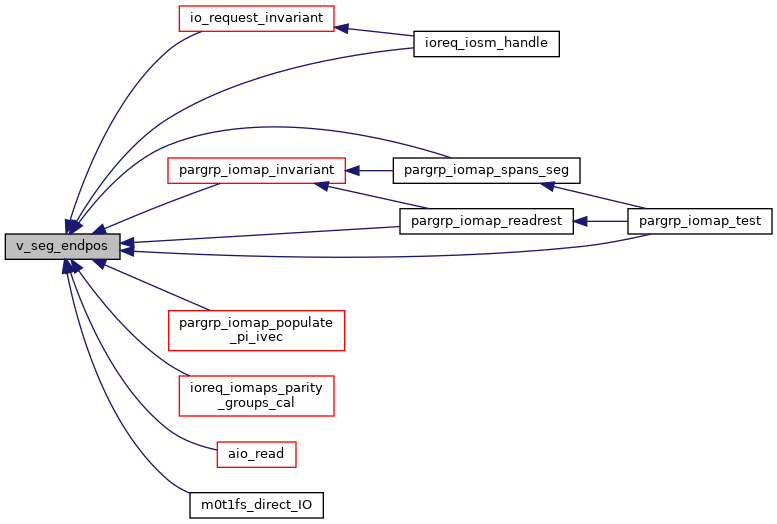 io_request_invariant
ioreq_iosm_handle
pargrp_iomap_invariant
pargrp_iomap_spans_seg
pargrp_iomap_readrest
pargrp_iomap_test
v_seg_endpos
pargrp_iomap_populate
_pi_ivec
ioreq_iomaps_parity
_groups_cal
aio_read
m0t1fs_direct_IO